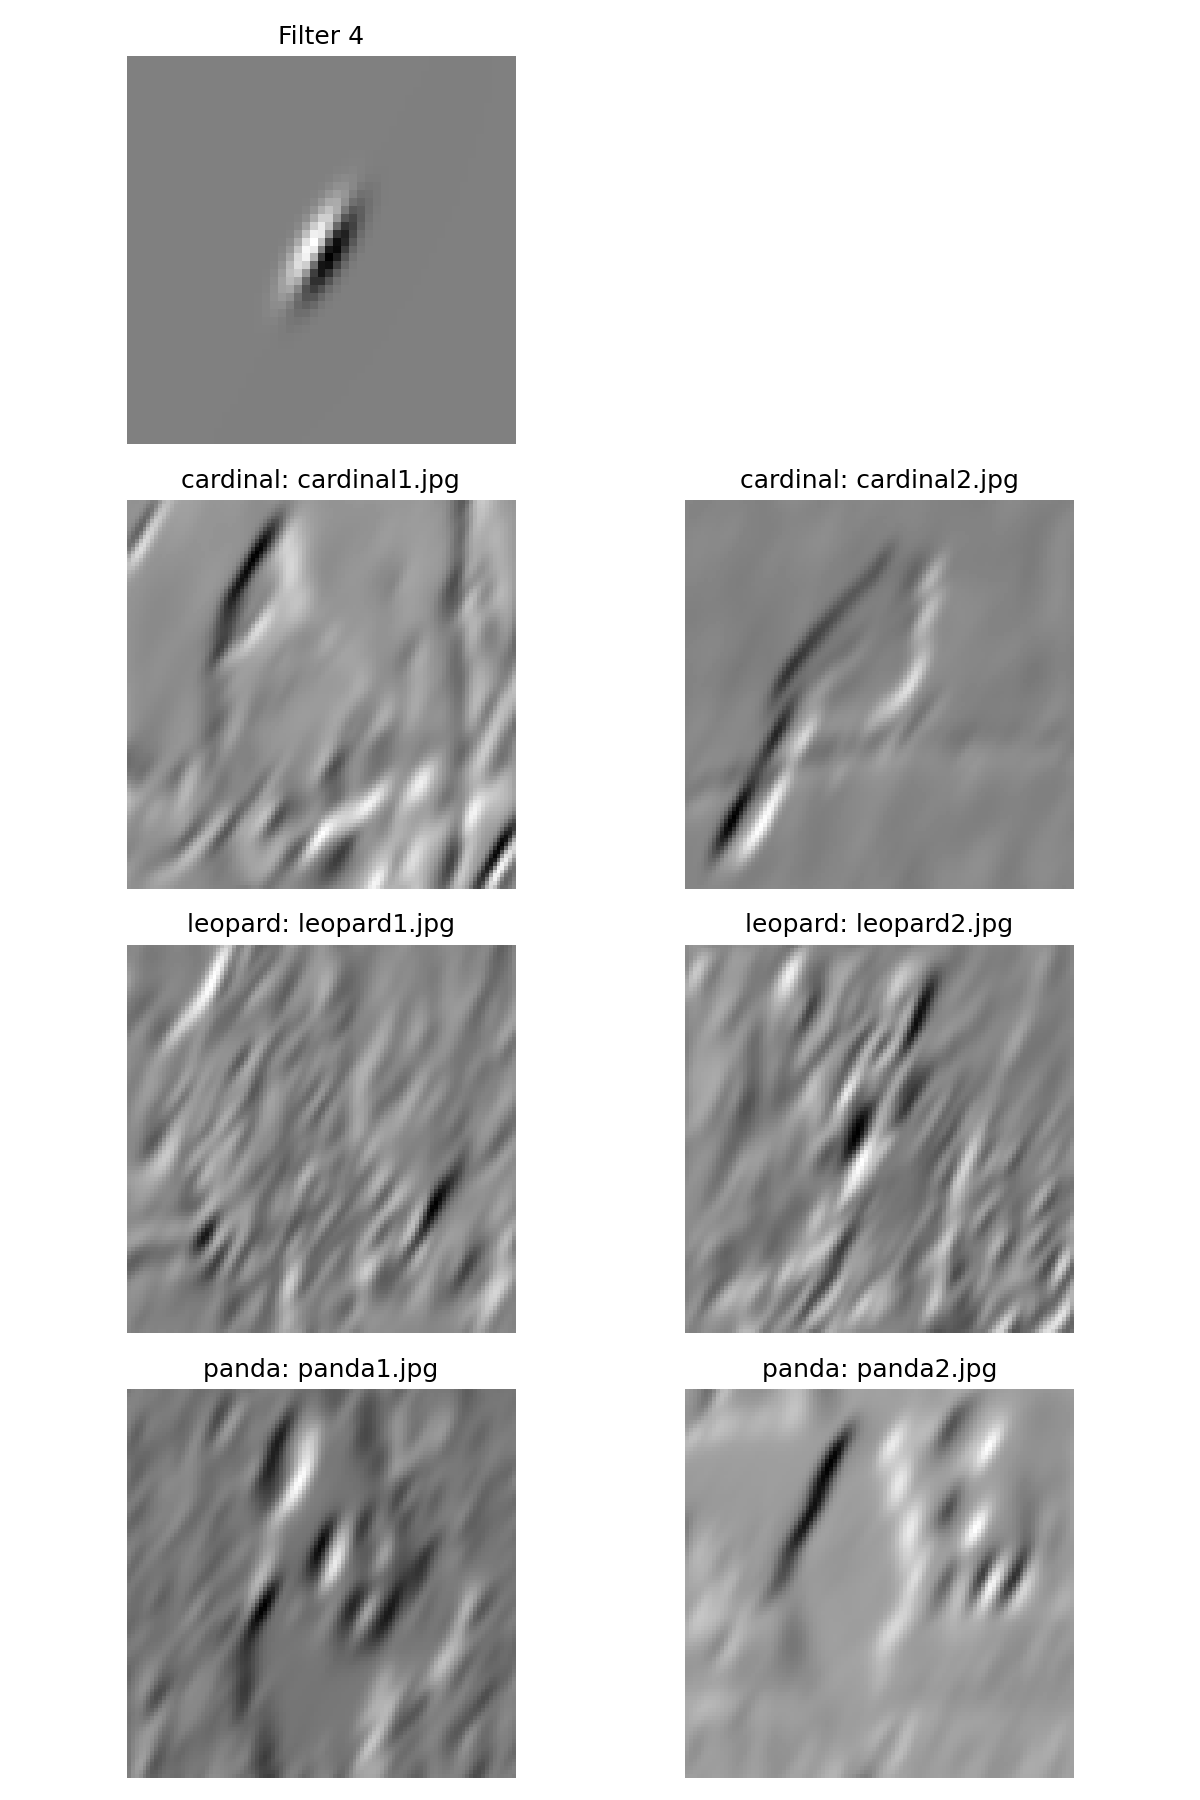 Filter 4
cardinal: cardinal1.jpg
cardinal: cardinal2.jpg
leopard: leopard1.jpg
leopard: leopard2.jpg
panda: panda1.jpg
panda: panda2.jpg